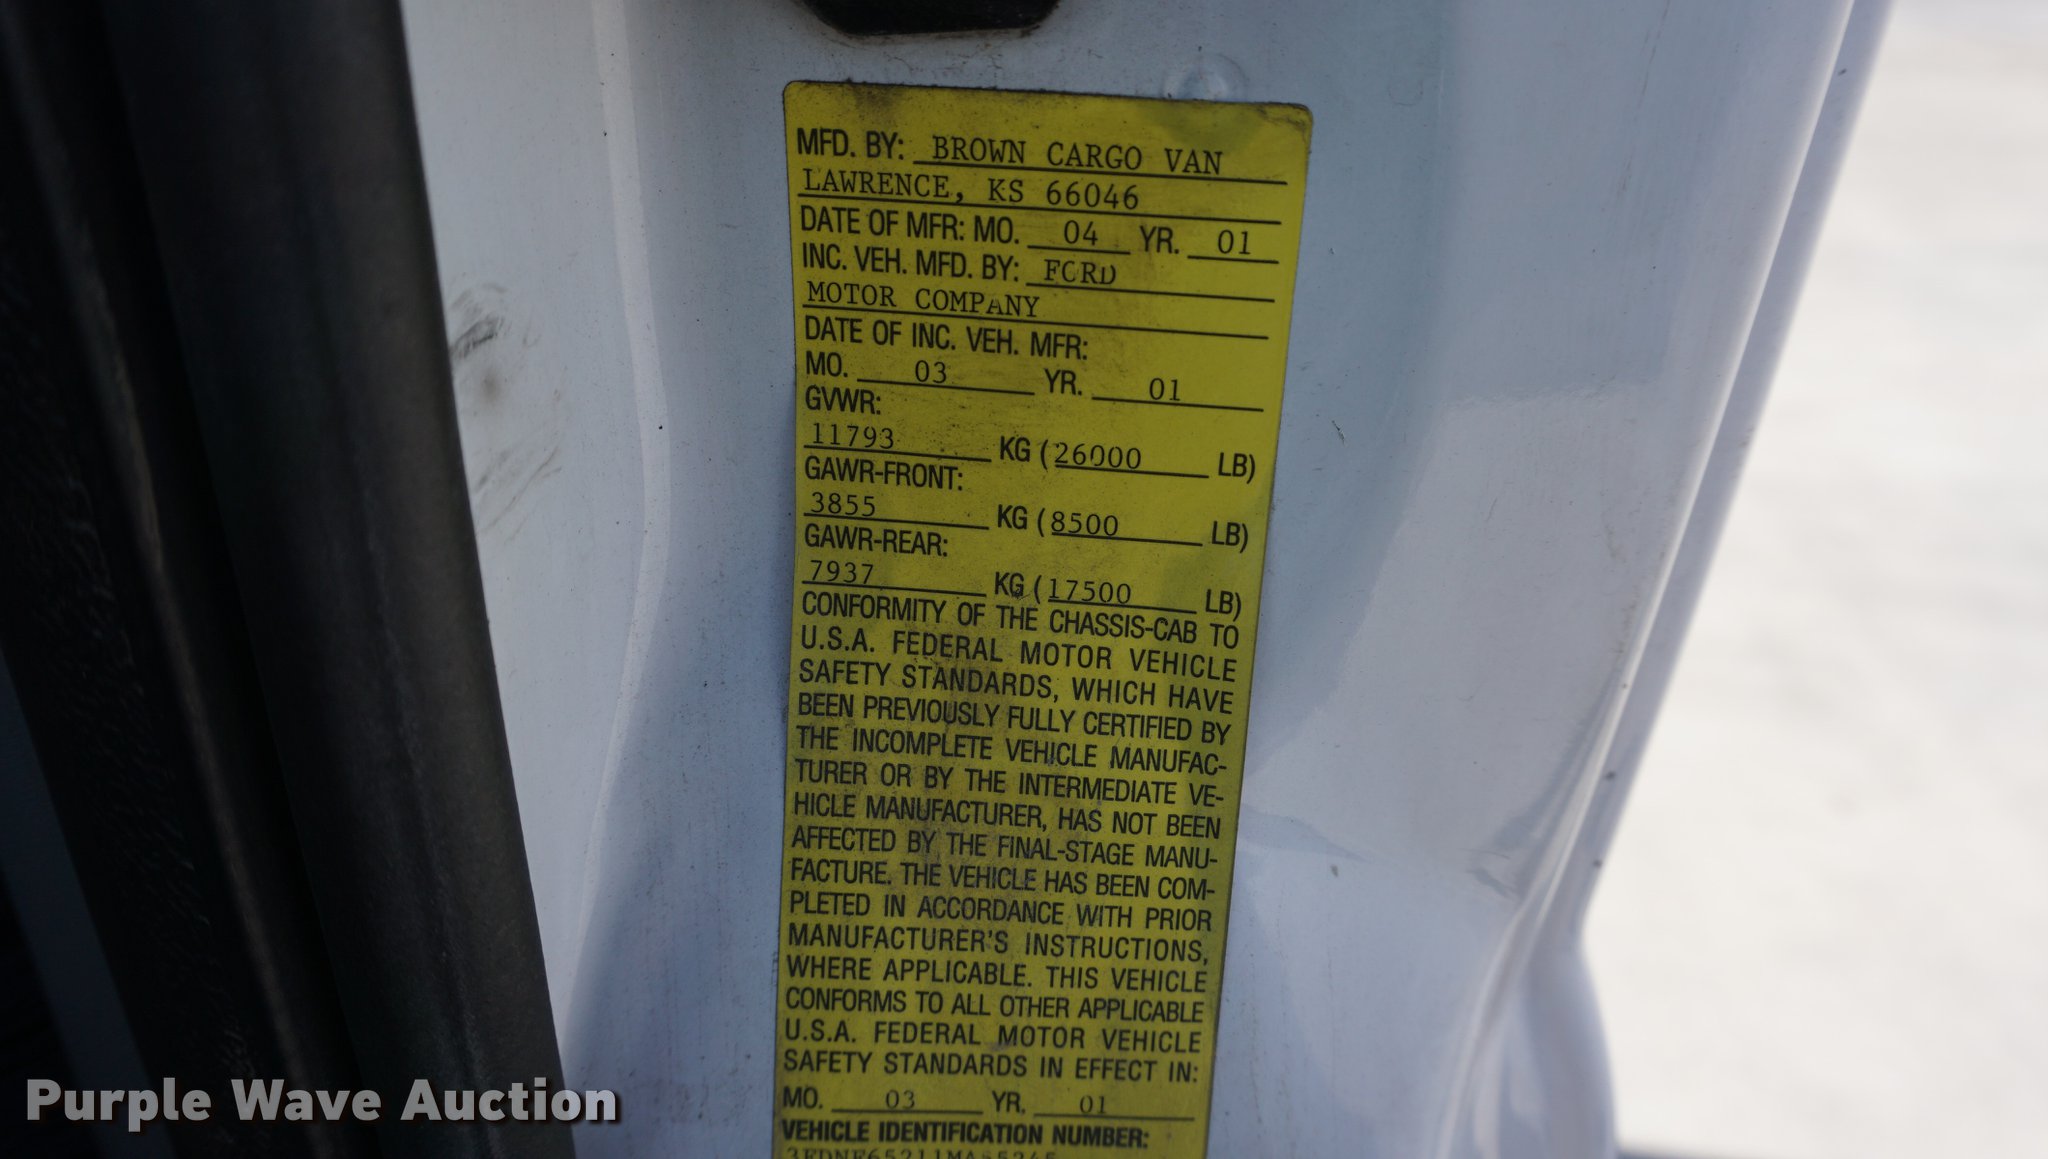 MFD. BY: BROWN CARGO VAN
LAWRENCE, KS 66046
DATE OF MFR: MO. 04 YR. 01
INC. VEH. MFD. BY: FORD
MOTOR COMPANY
DATE OF INC. VEH. MFR:
MO. 03 YR. 01
GVWR:
11793 KG (26000 LB)
GAWR-FRONT:
3855 KG (8500 LB)
GAWR-REAR:
7937 KG (17500 LB)
CONFORMITY OF THE CHASSIS-CAB TO
U.S.A. FEDERAL MOTOR VEHICLE
SAFETY STANDARDS, WHICH HAVE
BEEN PREVIOUSLY FULLY CERTIFIED BY
THE INCOMPLETE VEHICLE MANUFAC-
TURER OR BY THE INTERMEDIATE VE-
HICLE MANUFACTURER, HAS NOT BEEN
AFFECTED BY THE FINAL-STAGE MANU-
FACTURE. THE VEHICLE HAS BEEN COM-
PLETED IN ACCORDANCE WITH PRIOR
MANUFACTURER'S INSTRUCTIONS,
WHERE APPLICABLE. THIS VEHICLE
CONFORMS TO ALL OTHER APPLICABLE
U.S.A. FEDERAL MOTOR VEHICLE
SAFETY STANDARDS IN EFFECT IN:
MO. 03 YR. 01
VEHICLE IDENTIFICATION NUMBER:
Purple Wave Auction